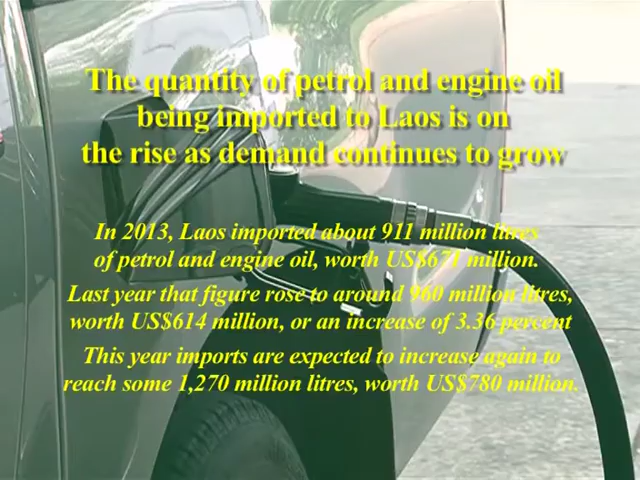 The quantity of petrol and engine oil
being imported to Laos is on
the rise as demand continues to grow
In 2013, Laos imported about 911 million litres
of petrol and engine oil, worth US$671 million.
Last year that figure rose to around 960 million litres,
worth US$614 million, or an increase of 3.36 percent
This year imports are expected to increase again to
reach some 1,270 million litres, worth US$780 million.